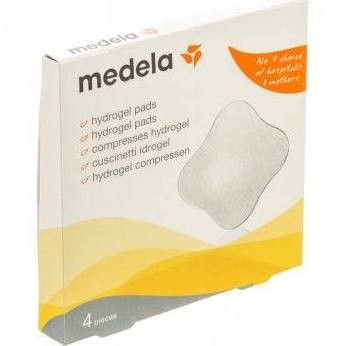 medela
No. 1 choice
of hospitals
& mothers
hydrogel pads
hydrogel pads
compresses hydrogel
cuscinetti idrogel
hydrogel compressen
4 pieces